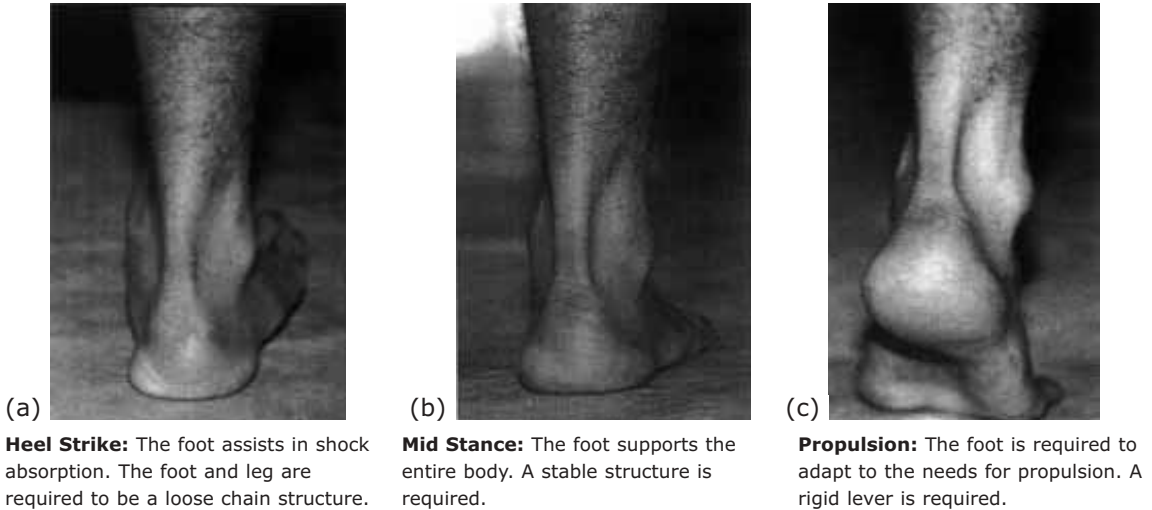 (a)
Heel Strike: The foot assists in shock
absorption. The foot and leg are
required to be a loose chain structure.
(b)
Mid Stance: The foot supports the
entire body. A stable structure is
required.
(c)
Propulsion: The foot is required to
adapt to the needs for propulsion. A
rigid lever is required.